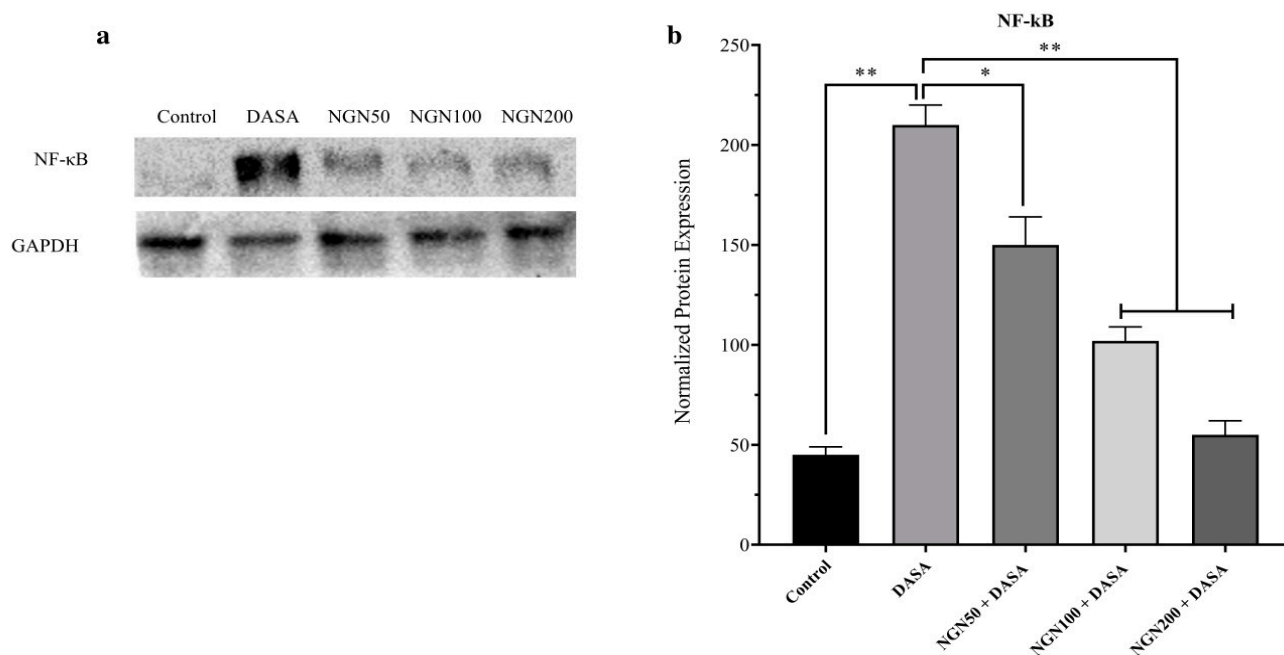 a
Control DASA NGN50 NGN100 NGN200
NF-κB
GAPDH
b
NF-kB
**
**
*
Normalized Protein Expression
250
200
150
100
50
0
Control
DASA
NGN50 + DASA
NGN100 + DASA
NGN200 + DASA